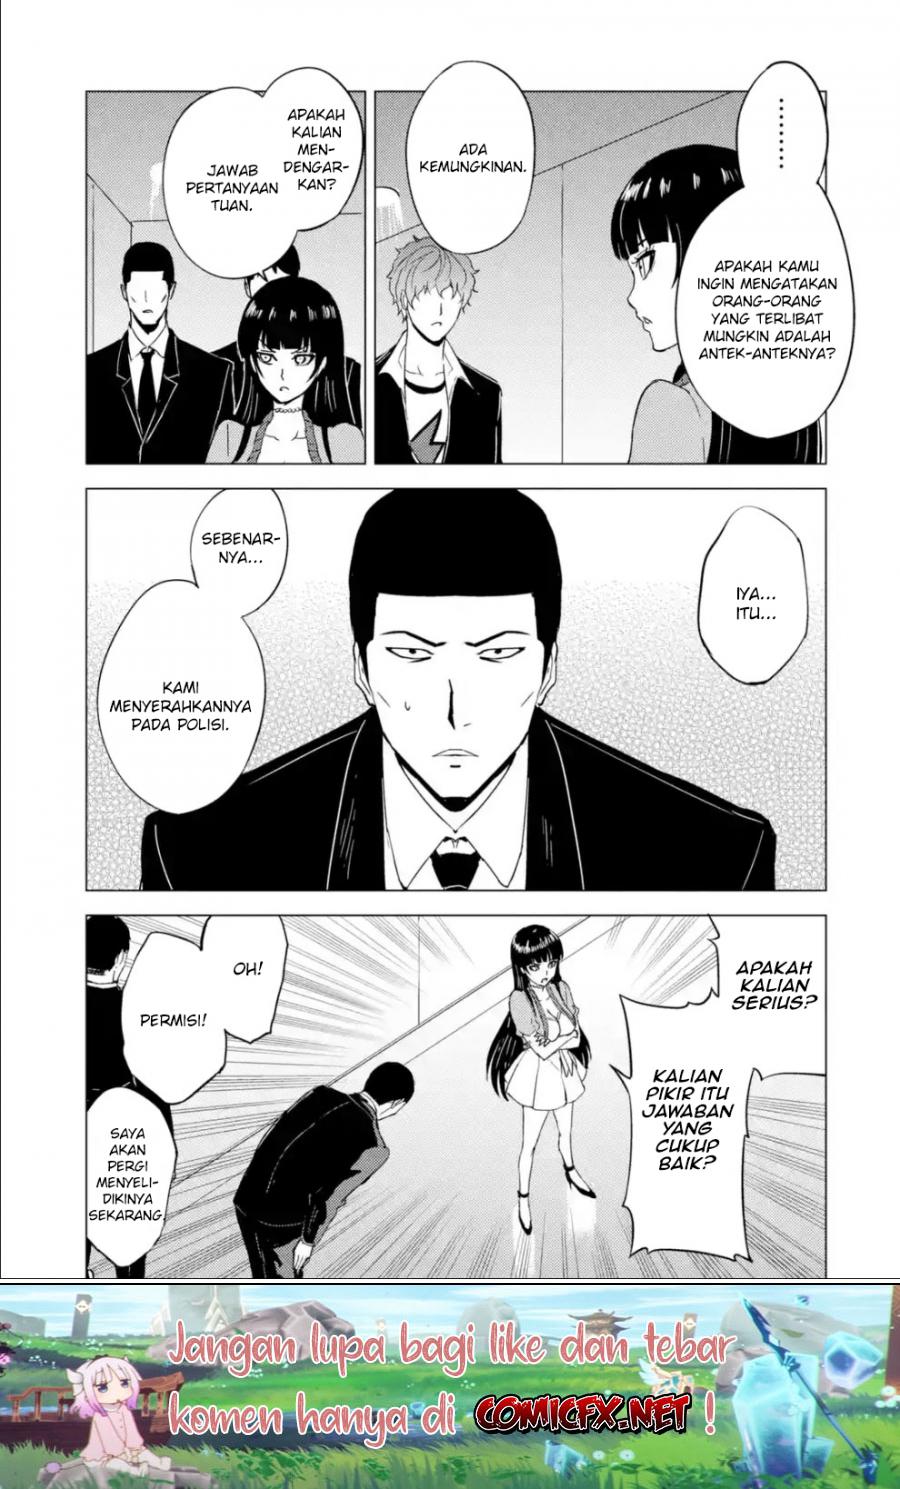 .........
APAKAH KAMU
INGIN MENGATAKAN
ORANG-ORANG
YANG TERLIBAT
MUNGKIN ADALAH
ANTEK-ANTEKNYA?
ADA
KEMUNGKINAN.
APAKAH
KALIAN
MEN-
DENGAR-
KAN?
JAWAB
PERTANYAAN
TUAN.
IYA...
ITU...
SEBENAR-
NYA...
KAMI
MENYERAHKANNYA
PADA POLISI.
APAKAH
KALIAN
SERIUS?
KALIAN
PIKIR ITU
JAWABAN
YANG
CUKUP
BAIK?
OH!
PERMISI!
SAYA
AKAN
PERGI
MENYELI-
DIKINYA
SEKARANG.
Jangan lupa bagi like dan tebar
komen hanya di COMICFX.NET !